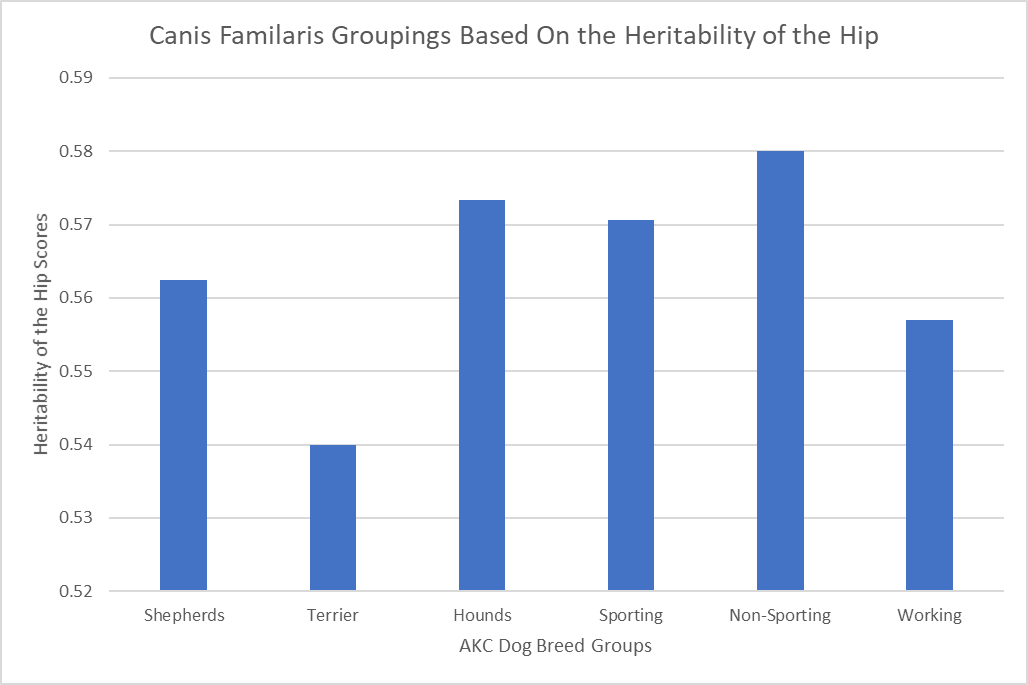 Canis Familaris Groupings Based On the Heritability of the Hip
Heritability of the Hip Scores
0.59
0.58
0.57
0.56
0.55
0.54
0.53
0.52
Shepherds Terrier Hounds Sporting Non-Sporting Working
AKC Dog Breed Groups